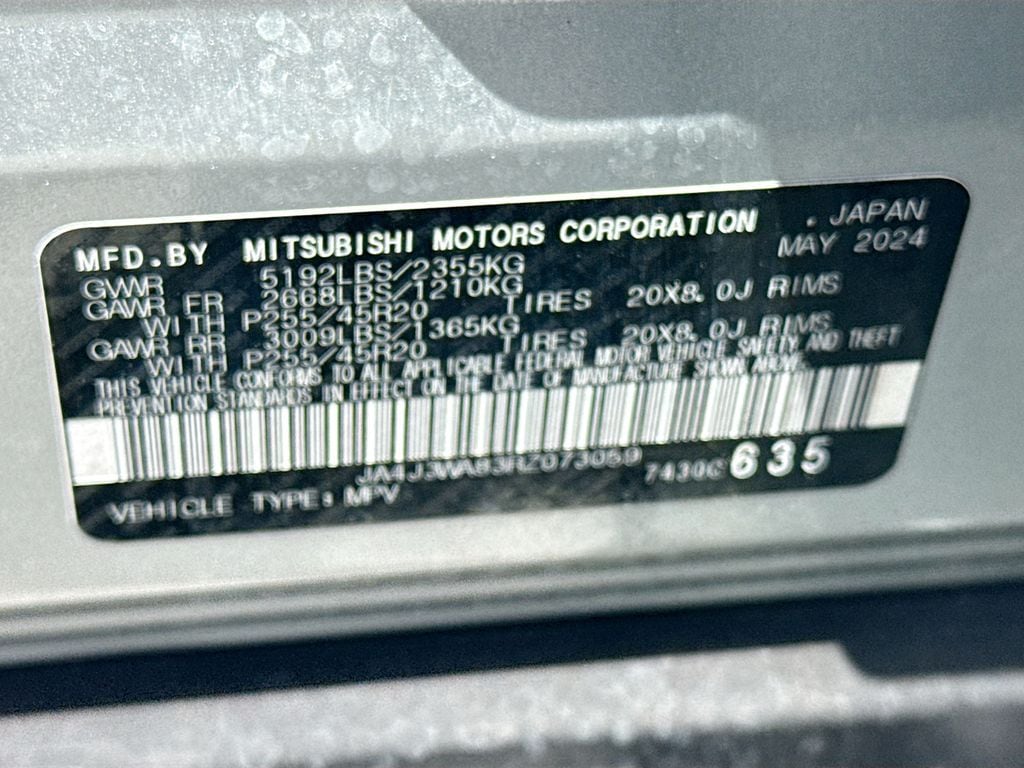 MFD.BY MITSUBISHI MOTORS CORPORATION . JAPAN
MAY 2024
GVWR 5192LBS/2355KG
GAWR FR 2668LBS/1210KG
WITH P255/45R20 TIRES 20X8.0J RIMS
GAWR RR 3009LBS/1365KG
WITH P255/45R20 TIRES 20X8.0J RIMS
THIS VEHICLE CONFORMS TO ALL APPLICABLE FEDERAL MOTOR VEHICLE SAFETY AND THEFT
PREVENTION STANDARDS IN EFFECT ON THE DATE OF MANUFACTURE SHOWN ABOVE.
JA4J3WA83RZ073059 7430C 635
VEHICLE TYPE: MPV